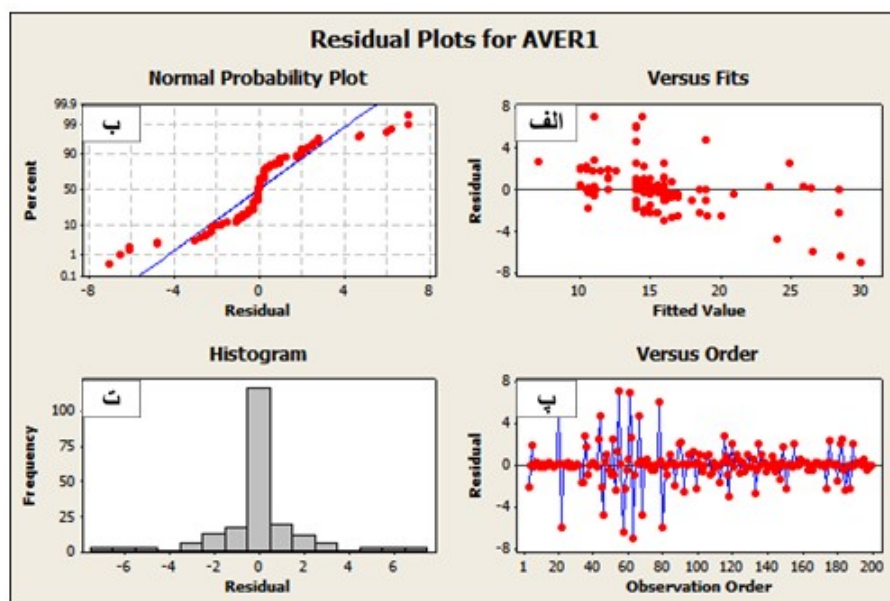 Residual Plots for AVER1
Normal Probability Plot
ب
99.9
99
90
50
10
1
0.1
Percent
-8
-4
0
4
8
Residual
Versus Fits
الف
8
4
0
-4
-8
Residual
10
15
20
25
30
Fitted Value
Histogram
ت
100
75
50
25
0
Frequency
-6
-4
-2
0
2
4
6
Residual
Versus Order
پ
8
4
0
-4
-8
Residual
1
20
40
60
80
100
120
140
160
180
200
Observation Order